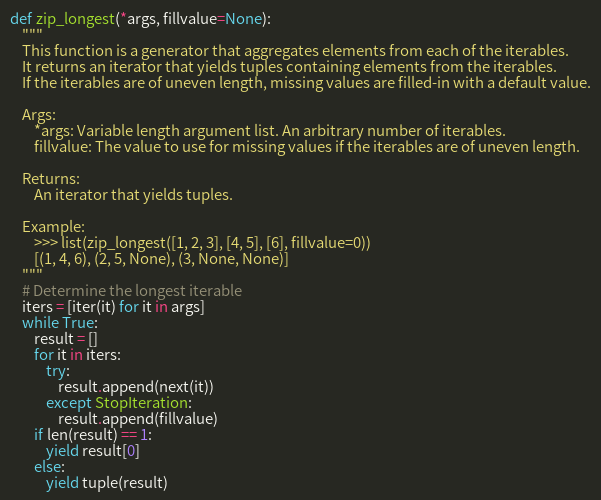 def zip_longest(*args, fillvalue=None):
"""
This function is a generator that aggregates elements from each of the iterables.
It returns an iterator that yields tuples containing elements from the iterables.
If the iterables are of uneven length, missing values are filled-in with a default value.

Args:
*args: Variable length argument list. An arbitrary number of iterables.
fillvalue: The value to use for missing values if the iterables are of uneven length.

Returns:
An iterator that yields tuples.

Example:
>>> list(zip_longest([1, 2, 3], [4, 5], [6], fillvalue=0))
[(1, 4, 6), (2, 5, None), (3, None, None)]
"""
# Determine the longest iterable
iters = [iter(it) for it in args]
while True:
result = []
for it in iters:
try:
result.append(next(it))
except StopIteration:
result.append(fillvalue)
if len(result) == 1:
yield result[0]
else:
yield tuple(result)